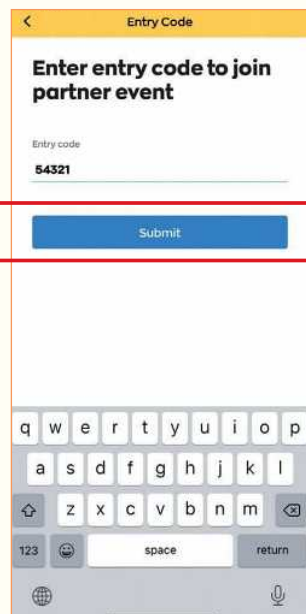 Entry Code
Enter entry code to join
partner event
Entry code
54321
Submit
q w e r t y u i o p
a s d f g h j k l
z x c v b n m
123 space return